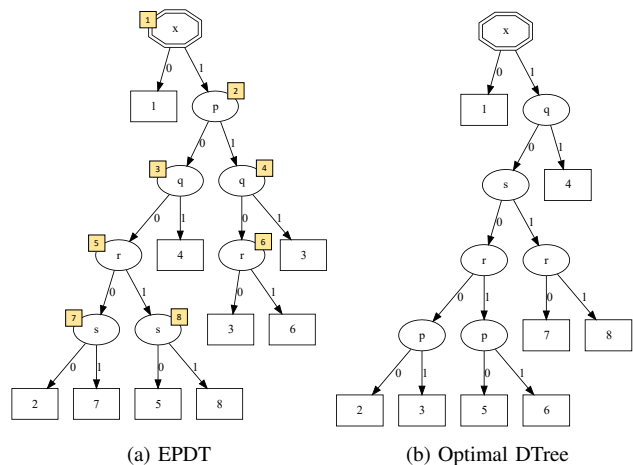 1 x x
0 1 0 1
1 p 2 1 q
0 1 0 1
3 q 4 q s 4
0 1 0 1 0 1
5 r 4 r 6 3 r r
0 1 0 1 0 1 0 1
7 s s 8 3 6 p p 7 8
0 1 0 1 0 1 0 1
2 7 5 8 2 3 5 6
(a) EPDT (b) Optimal DTree